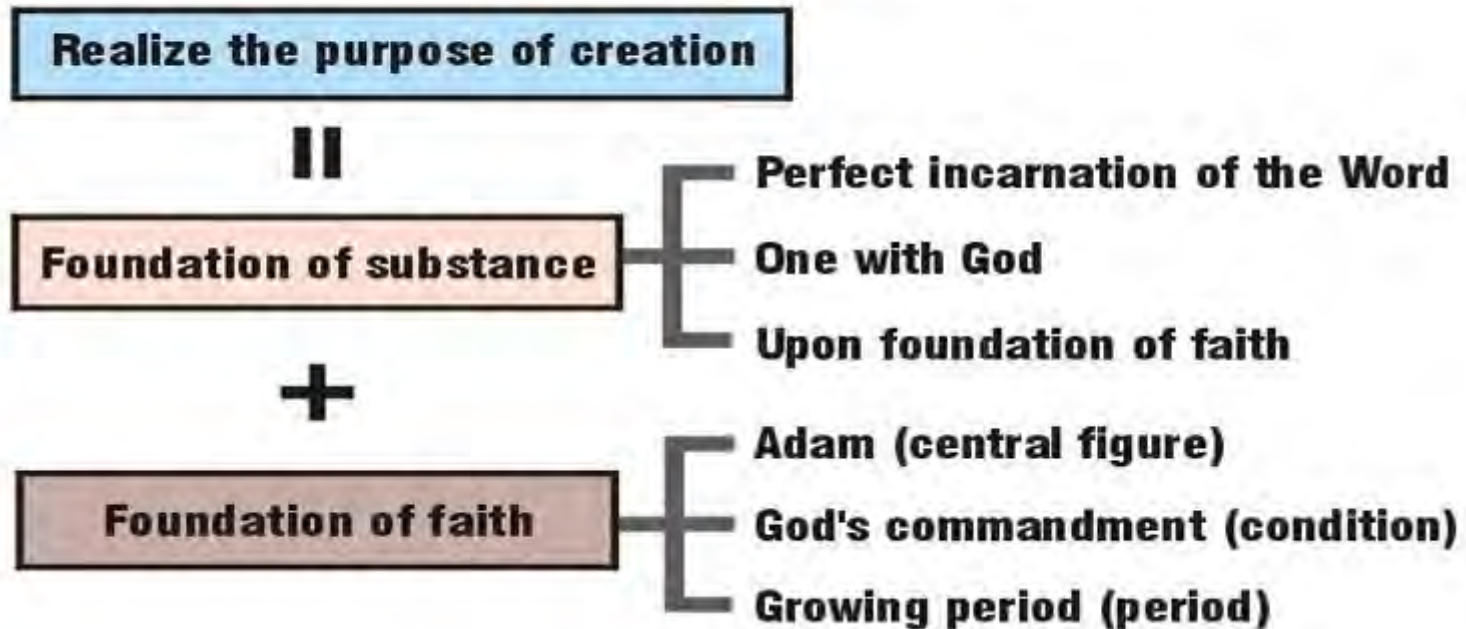 Realize the purpose of creation
=
Foundation of substance
Perfect incarnation of the Word
One with God
Upon foundation of faith
+
Foundation of faith
Adam (central figure)
God's commandment (condition)
Growing period (period)